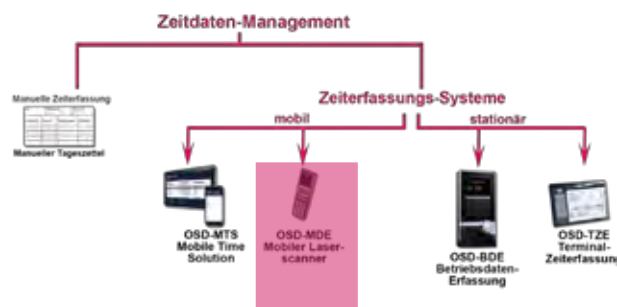 Zeitdaten-Management
Manuelle Zeiterfassung
Manueller Tageszettel
Zeiterfassungs-Systeme
mobil
stationär
OSD-MTS
Mobile Time
Solution
OSD-MDE
Mobiler Laser-
scanner
OSD-BDE
Betriebsdaten-
Erfassung
OSD-TZE
Terminal-
Zeiterfassung